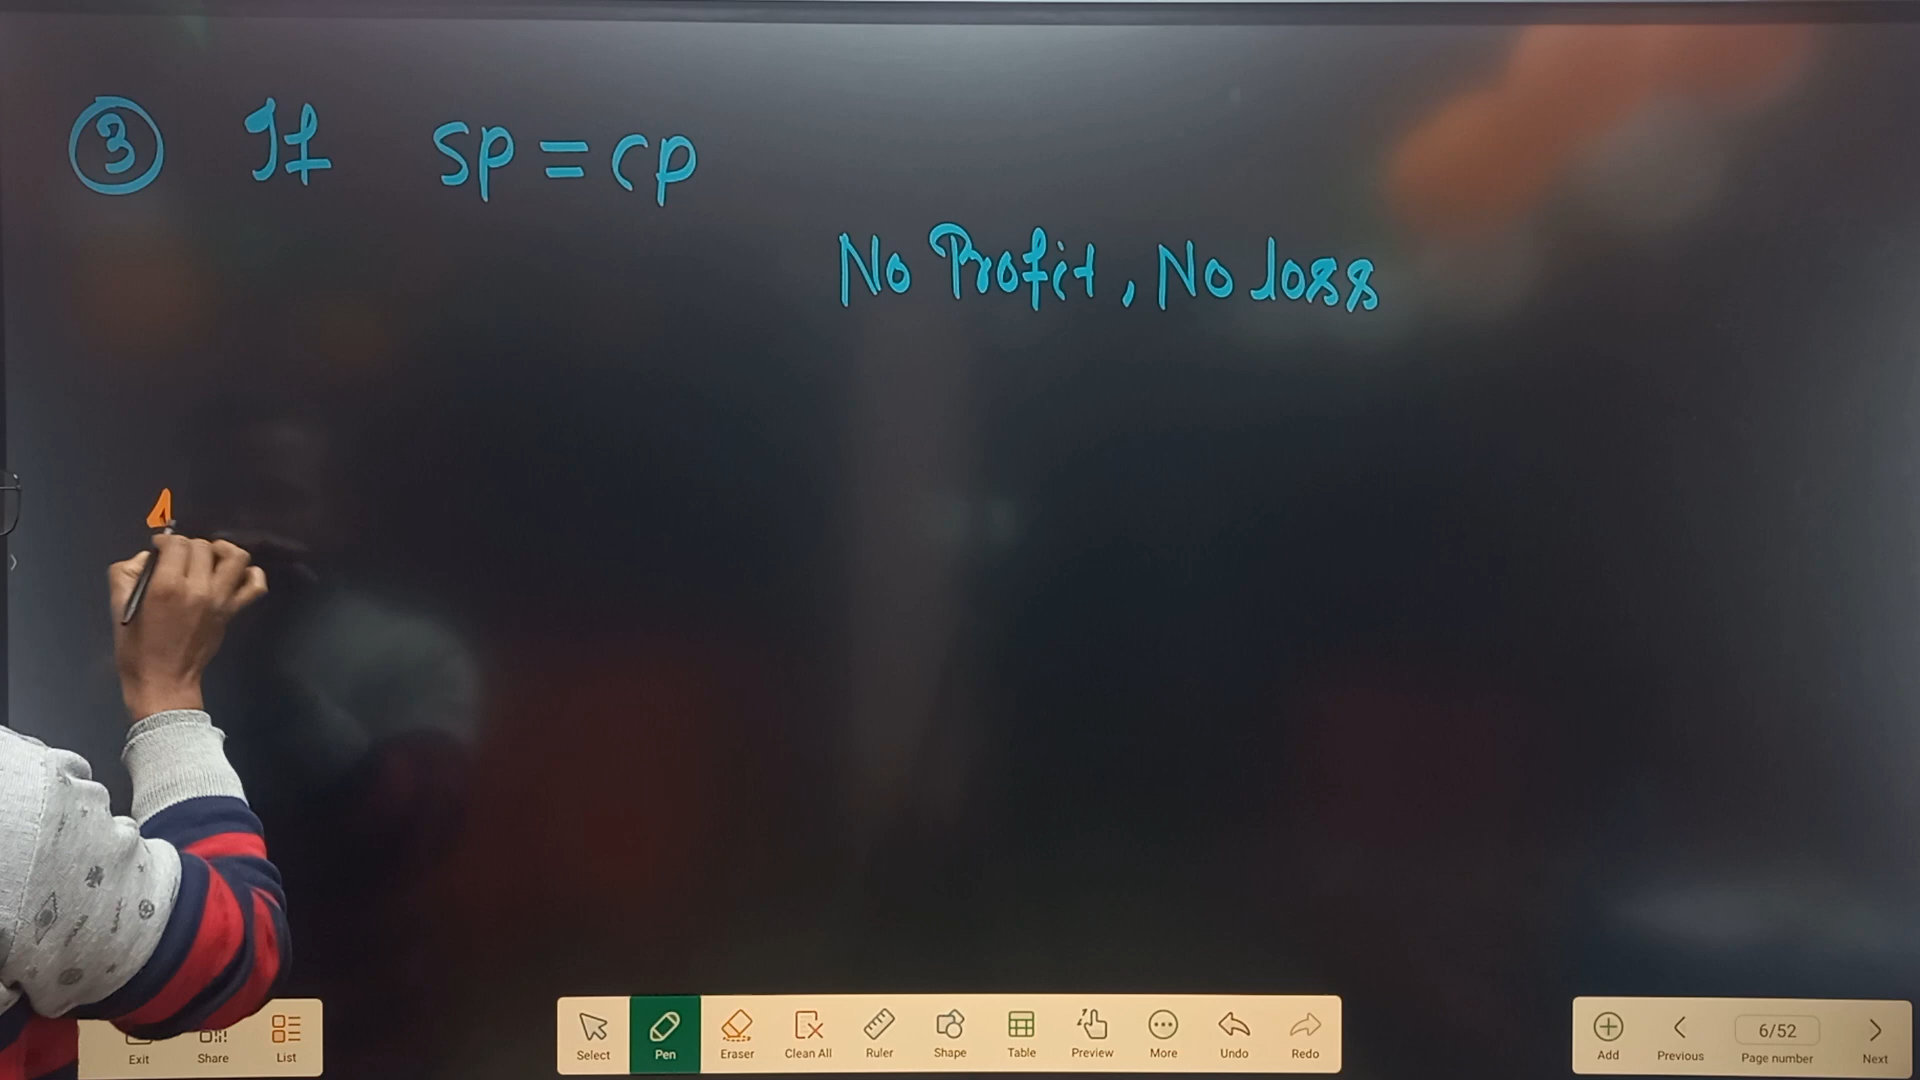 3 If SP = CP
No Profit, No loss
Exit Share List
Select Pen Eraser Clean All Ruler Shape Table Preview More Undo Redo
Add Previous 6/52 Page number Next